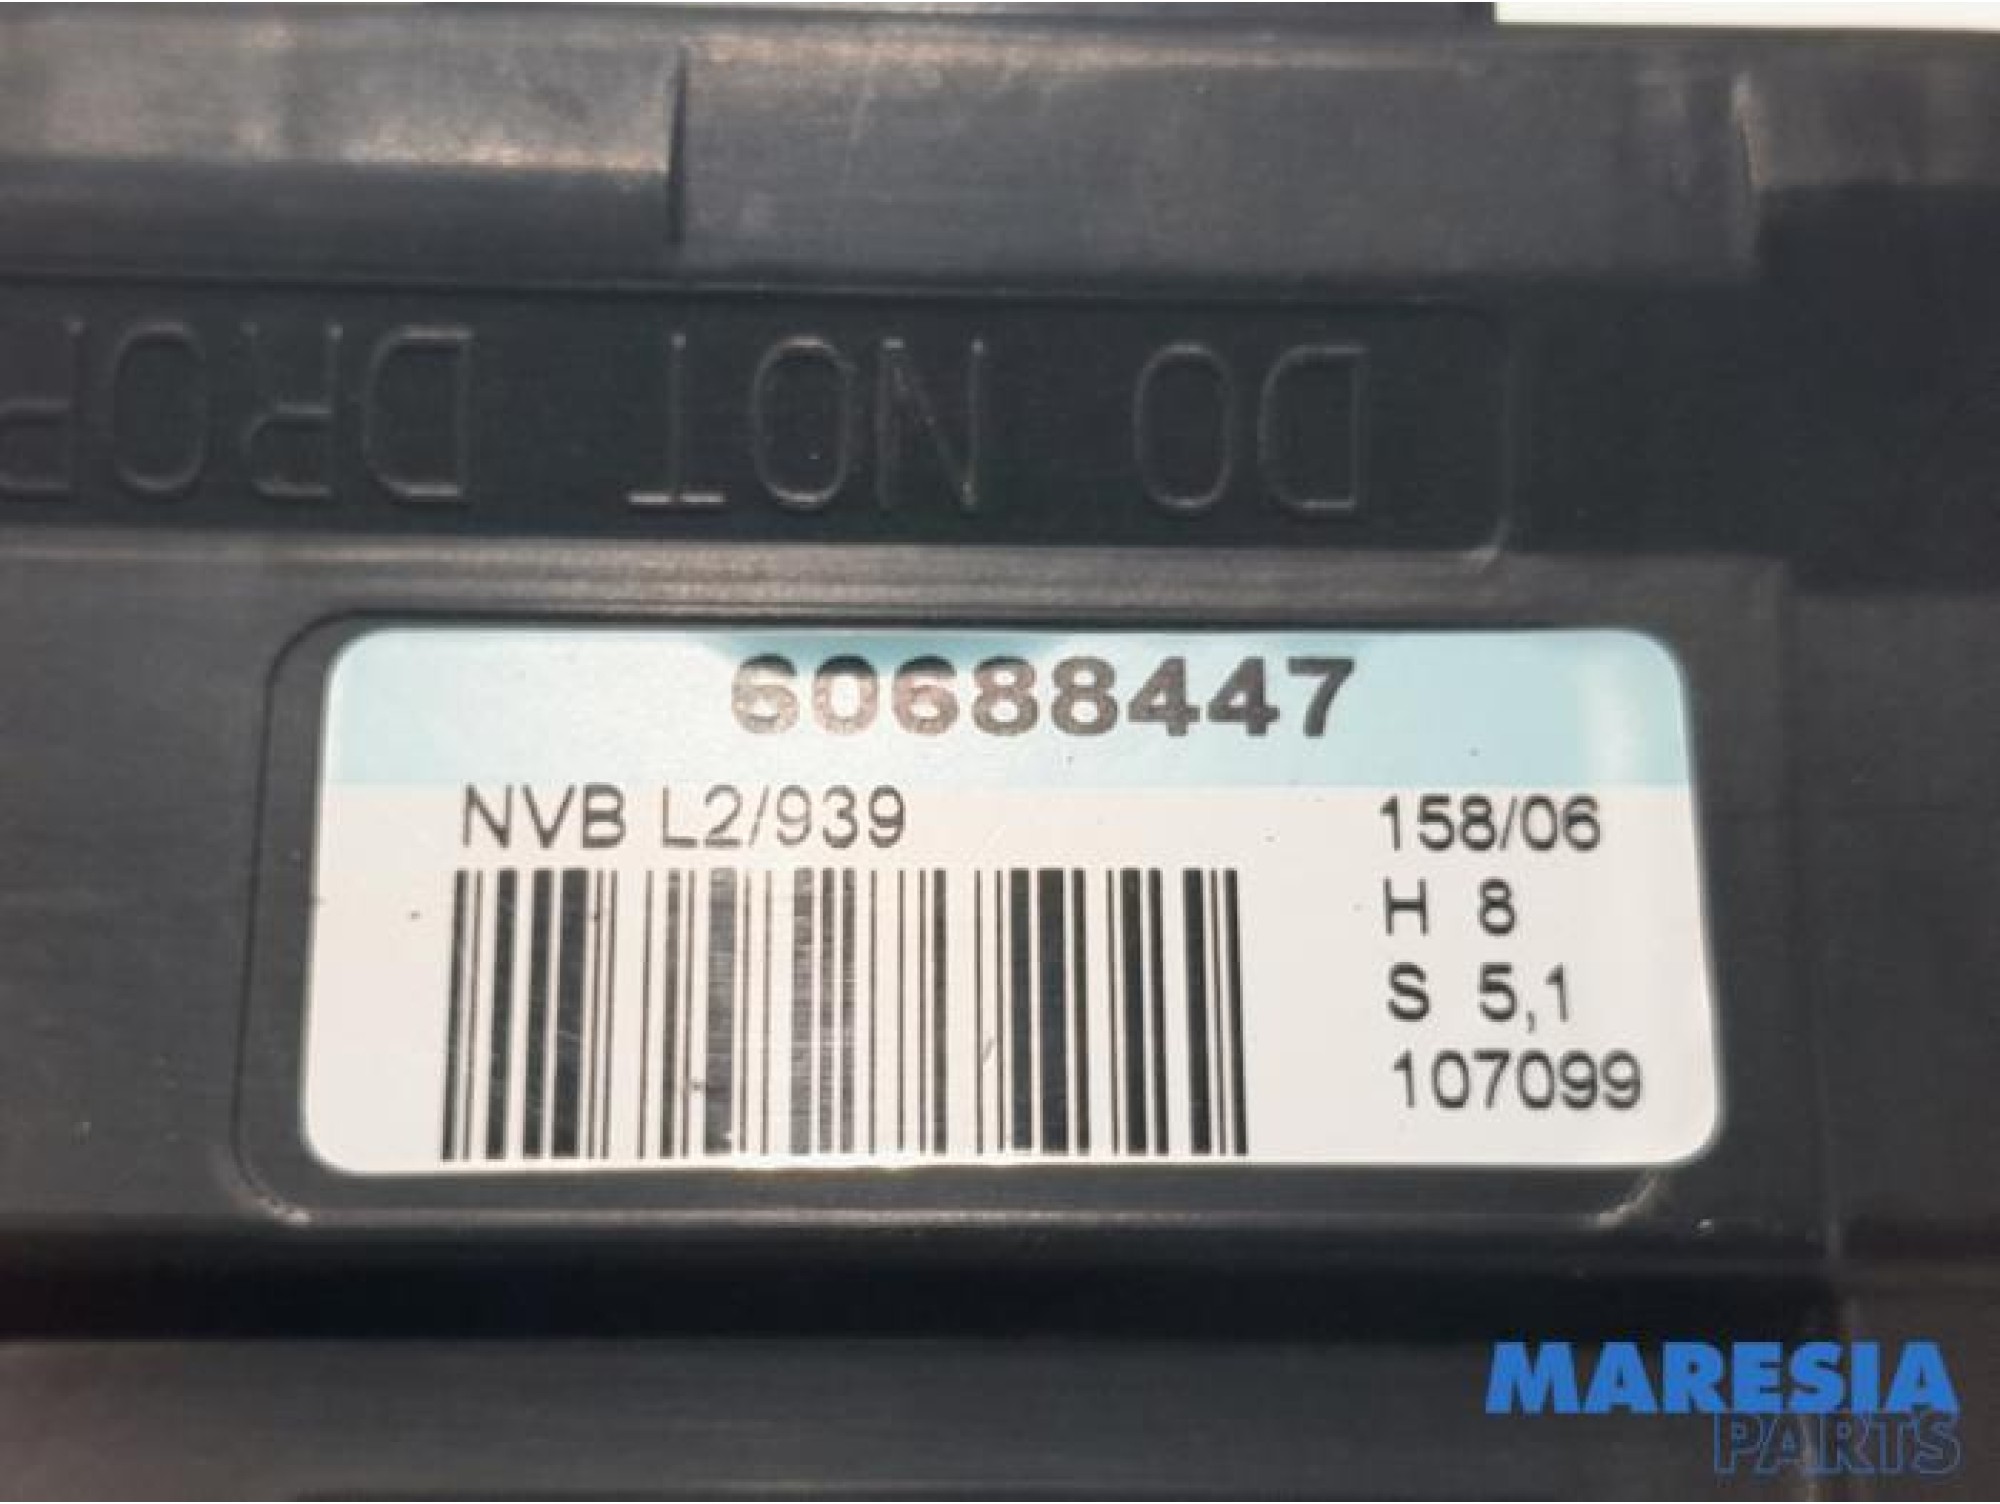 DO NOT DROP
60688447
NVB L2/939
158/06
H 8
S 5,1
107099
MARESIA
PARTS